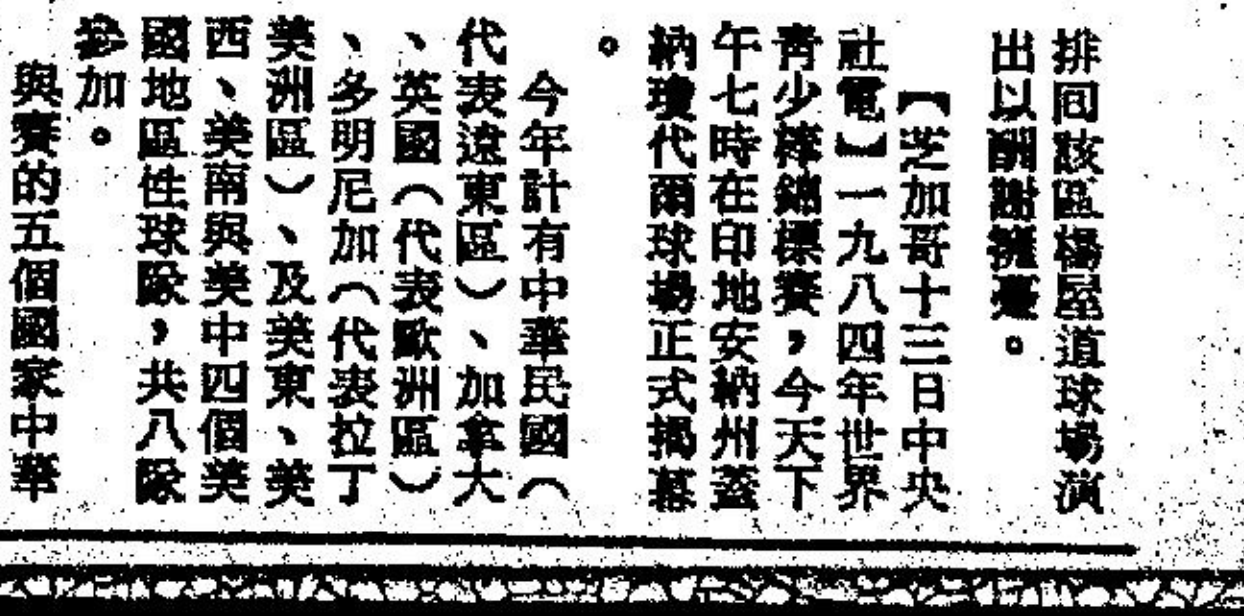 排回該區楊屋道球場演
出以酬謝擁躉。
【芝加哥十三日中央
社電】一九八四年世界
青少棒錦標賽，今天下
午七時在印地安納州蓋
納瓊代爾球場正式揭幕
。
今年計有中華民國（
代表遠東區）、加拿大
、英國（代表歐洲區）
、多明尼加（代表拉丁
美洲區）、及美東、美
西、美南與美中四個美
國地區性球隊，共八隊
參加。
與賽的五個國家中華